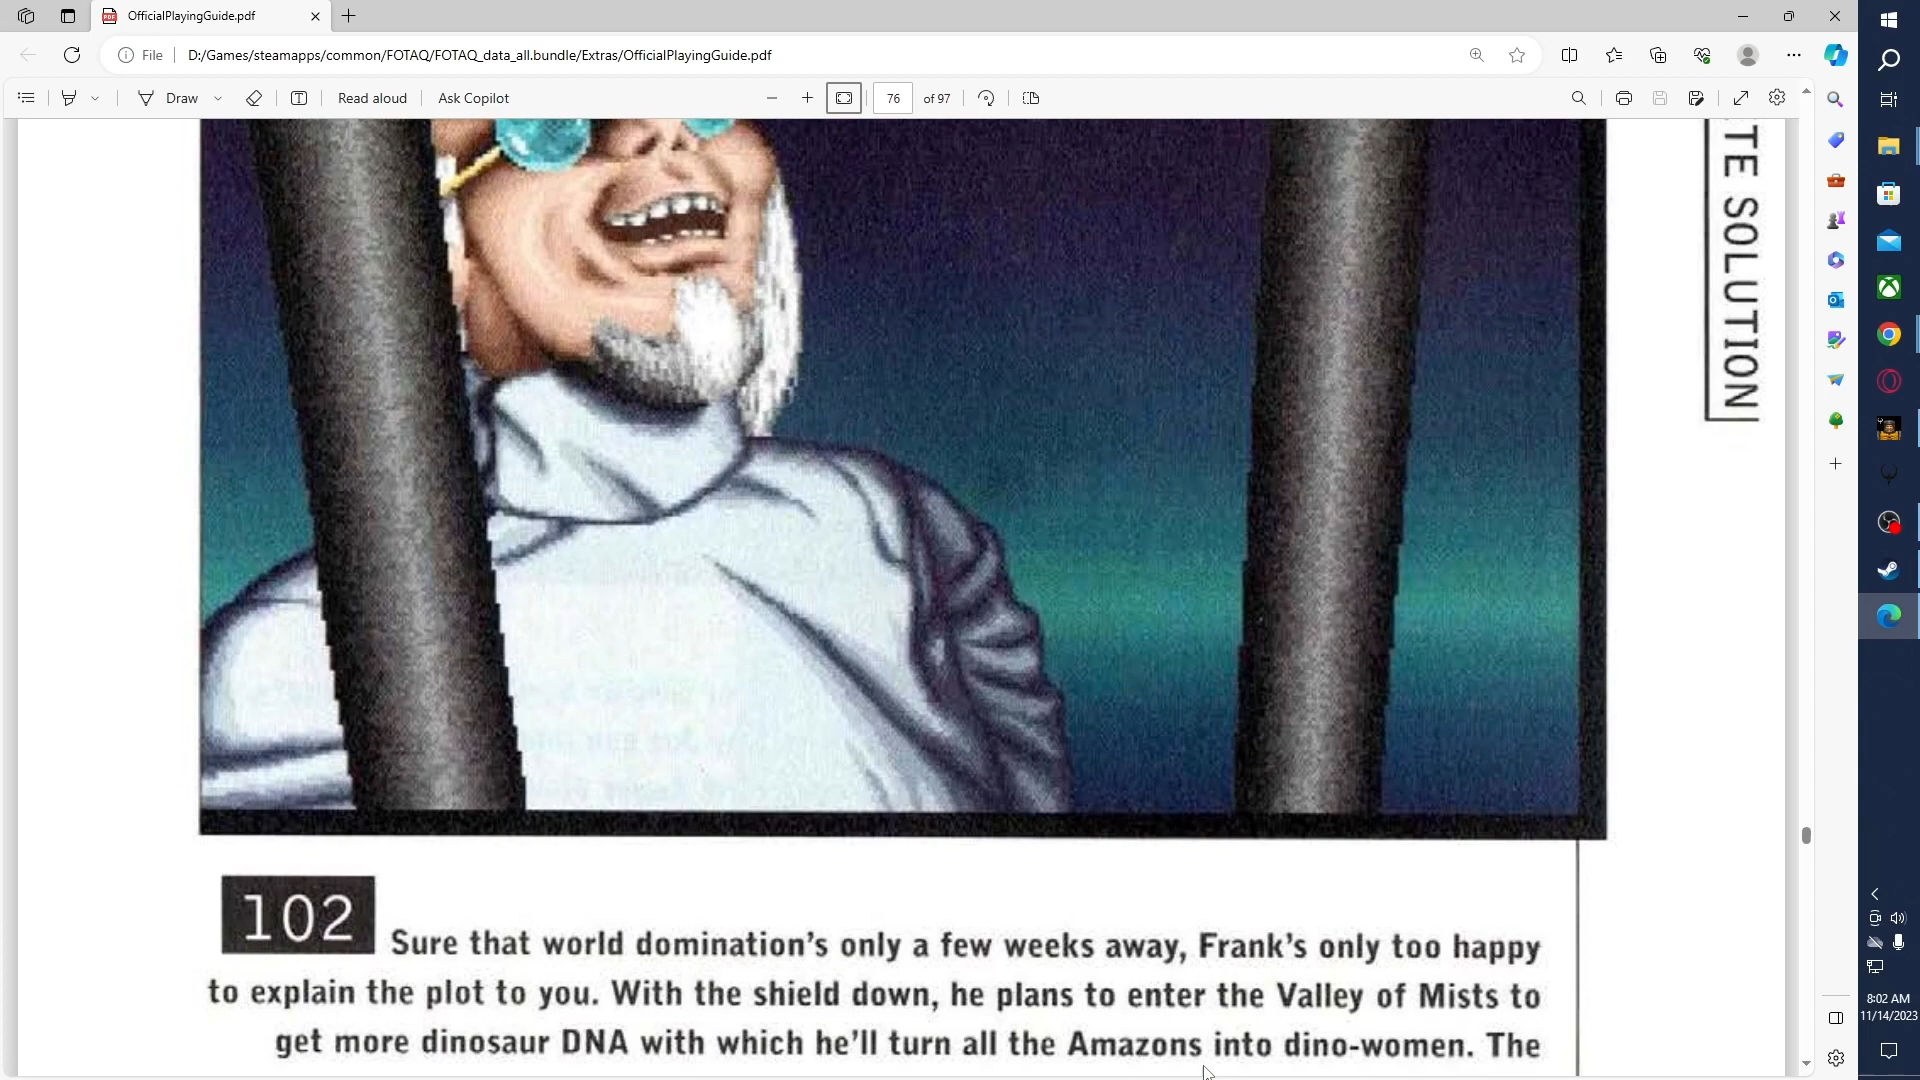 OfficialPlayingGuide.pdf
File
D:/Games/steamapps/common/FOTAQ/FOTAQ_data_all.bundle/Extras/OfficialPlayingGuide.pdf
Draw
Read aloud
Ask Copilot
76 of 97
TE SOLUTION
102
Sure that world domination's only a few weeks away, Frank's only too happy
to explain the plot to you. With the shield down, he plans to enter the Valley of Mists to
get more dinosaur DNA with which he'll turn all the Amazons into dino-women. The
8:02 AM
11/14/2023